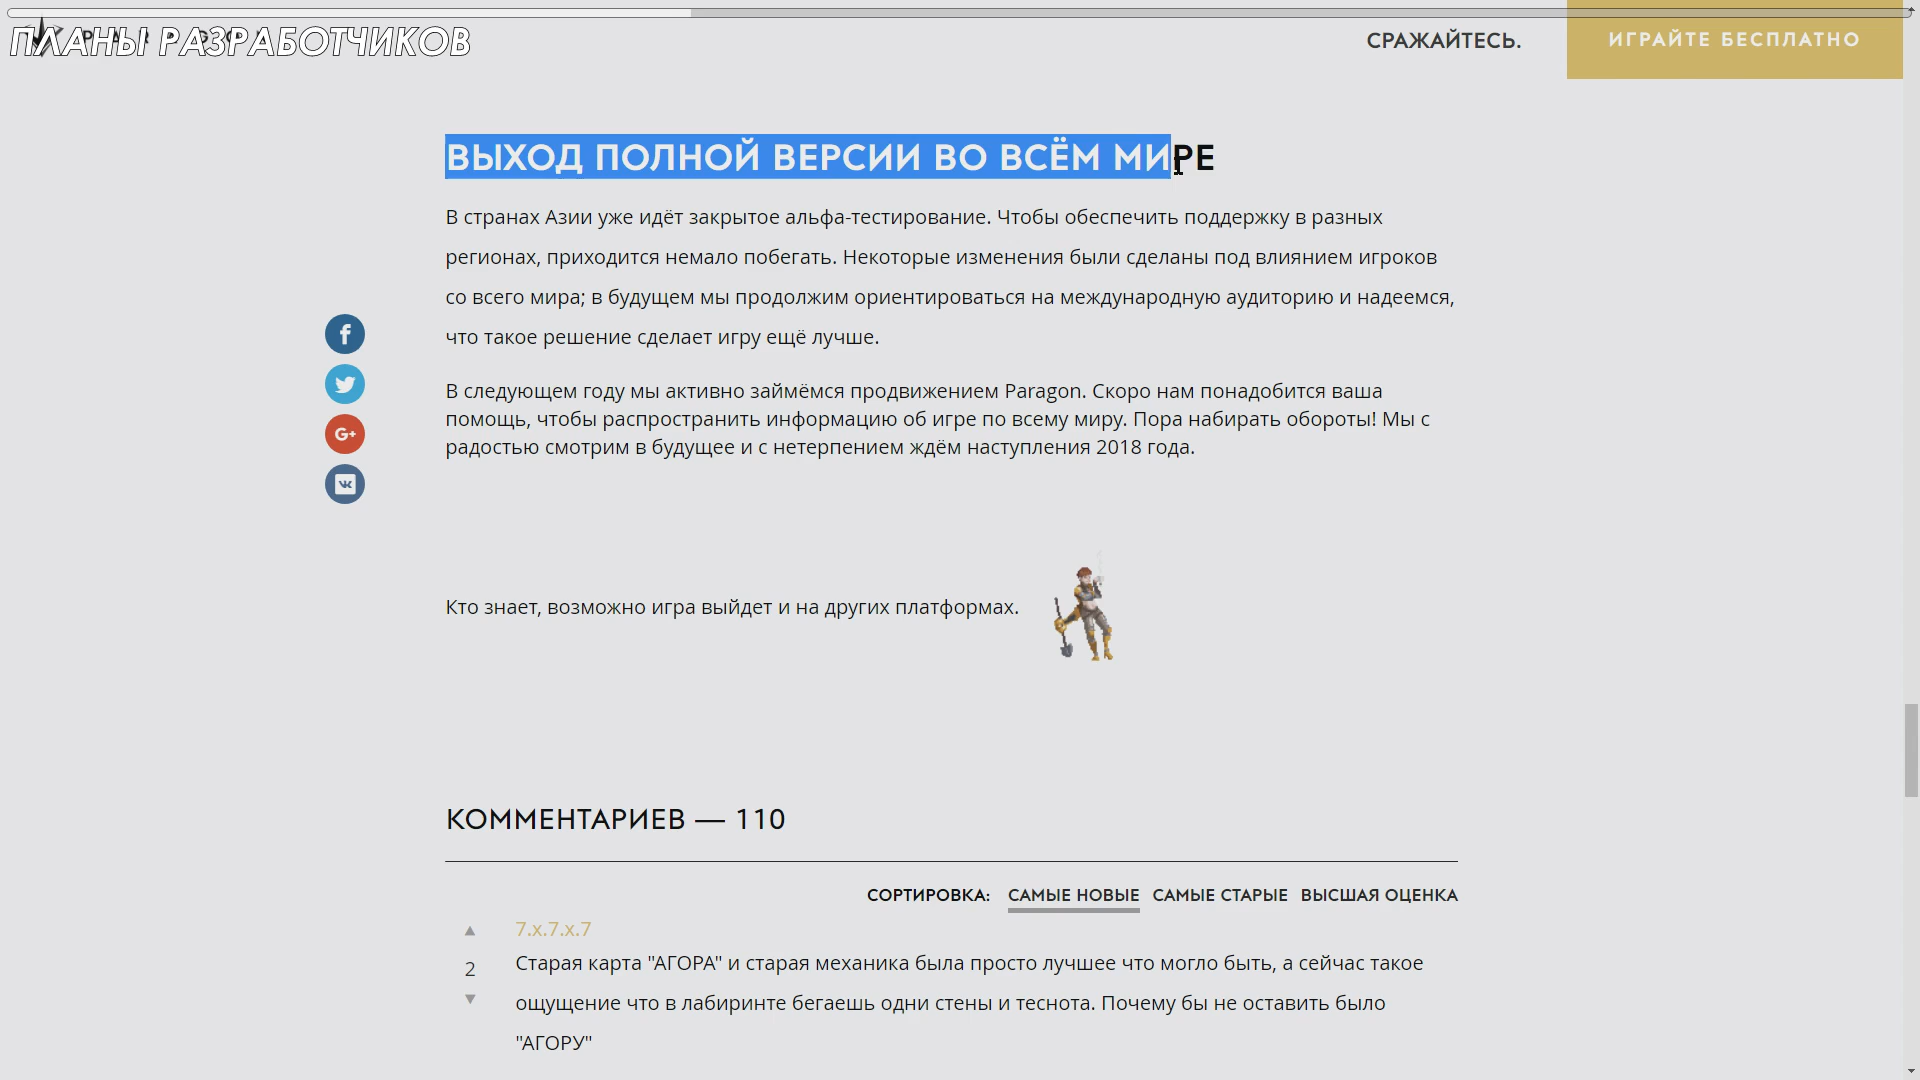 ПЛАНЫ РАЗРАБОТЧИКОВ
СРАЖАЙТЕСЬ.
ИГРАЙТЕ БЕСПЛАТНО
ВЫХОД ПОЛНОЙ ВЕРСИИ ВО ВСЁМ МИРЕ
В странах Азии уже идёт закрытое альфа-тестирование. Чтобы обеспечить поддержку в разных
регионах, приходится немало побегать. Некоторые изменения были сделаны под влиянием игроков
со всего мира; в будущем мы продолжим ориентироваться на международную аудиторию и надеемся,
что такое решение сделает игру ещё лучше.
В следующем году мы активно займёмся продвижением Paragon. Скоро нам понадобится ваша
помощь, чтобы распространить информацию об игре по всему миру. Пора набирать обороты! Мы с
радостью смотрим в будущее и с нетерпением ждём наступления 2018 года.
Кто знает, возможно игра выйдет и на других платформах.
КОММЕНТАРИЕВ — 110
СОРТИРОВКА: САМЫЕ НОВЫЕ САМЫЕ СТАРЫЕ ВЫСШАЯ ОЦЕНКА
7.x.7.x.7
2
Старая карта "АГОРА" и старая механика была просто лучшее что могло быть, а сейчас такое
ощущение что в лабиринте бегаешь одни стены и теснота. Почему бы не оставить было
"АГОРУ"